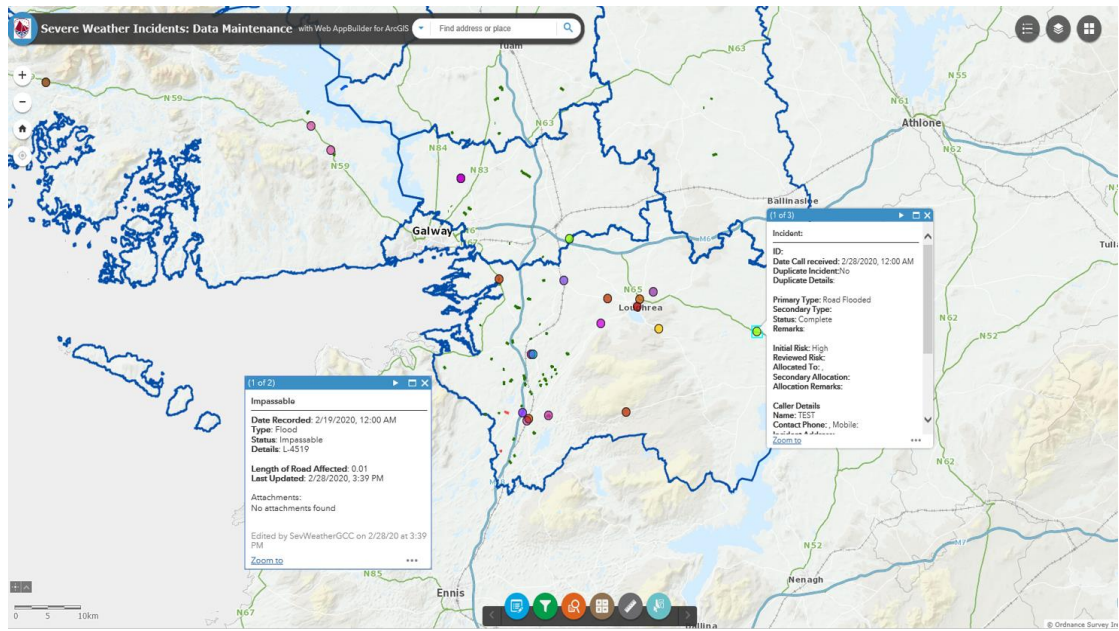 Severe Weather Incidents: Data Maintenance with Web AppBuilder for ArcGIS
Find address or place
Tuam
N63
N55
N59
N61
Athlone
N63
N62
N84
N59
N83
Ballinasloe
Galway
M6
N65
Loughrea
N62
N52
(1 of 3)
Incident:
ID:
Date Call received: 2/28/2020, 12:00 AM
Duplicate Incident:No
Duplicate Details:
Primary Type: Road Flooded
Secondary Type:
Status: Complete
Remarks:
Initial Risk: High
Reviewed Risk:
Allocated To: ,
Secondary Allocation:
Allocation Remarks:
Caller Details
Name: TEST
Contact Phone: , Mobile:
Incident Address:
Zoom to
(1 of 2)
Impassable
Date Recorded: 2/19/2020, 12:00 AM
Type: Flood
Status: Impassable
Details: L-4519
Length of Road Affected: 0.01
Last Updated: 2/28/2020, 3:39 PM
Attachments:
No attachments found
Edited by SevWeatherGCC on 2/28/20 at 3:39
PM
Zoom to
N62
N52
M7
N85
Nenagh
Ennis
N67
0 5 10km
© Ordnance Survey